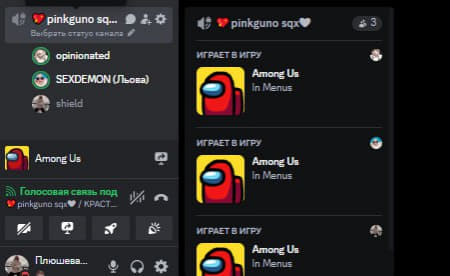 pinkguno sq...
Выбрать статус канала
opinionated
SEXDEMON (Льова)
shield
Among Us
Голосовая связь под
pinkguno sqx🖤 / КРАСТ...
Плюшева...
pinkguno sqx🖤
3
ИГРАЕТ В ИГРУ
Among Us
In Menus
ИГРАЕТ В ИГРУ
Among Us
In Menus
ИГРАЕТ В ИГРУ
Among Us
In Menus